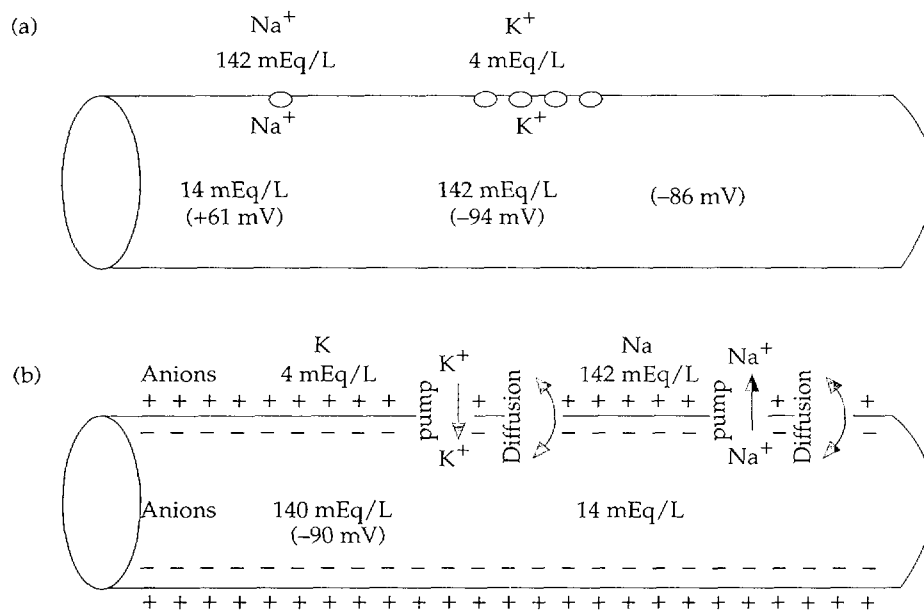 (a)
Na+ K+
142 mEq/L 4 mEq/L
Na+ K+
14 mEq/L 142 mEq/L
(+61 mV) (–94 mV) (–86 mV)
(b)
K Na
Anions 4 mEq/L K+ 142 mEq/L Na+
+ + + + + + + + + + + + + + + + +
pump Diffusion pump Diffusion
– – – – – – – – – – – – – – – – –
K+ Na+
Anions 140 mEq/L 14 mEq/L
(–90 mV)
– – – – – – – – – – – – – – – – – – – –
+ + + + + + + + + + + + + + + + + + + +